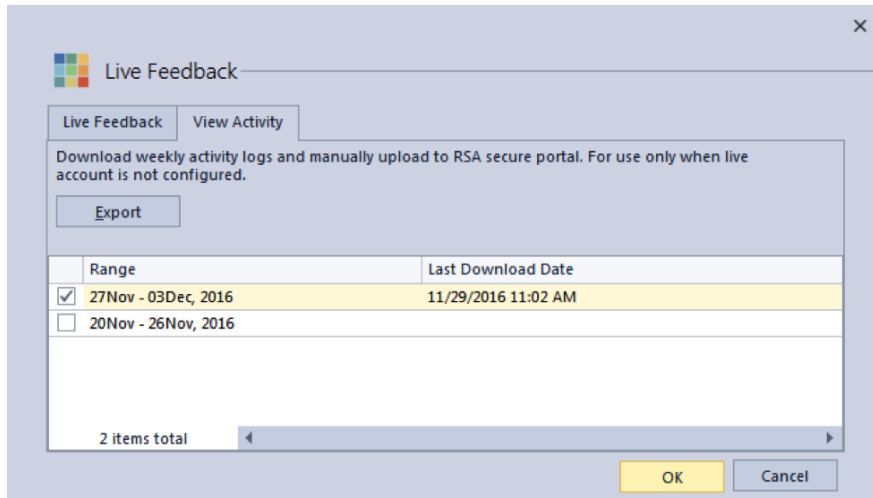 Live Feedback
Live Feedback View Activity
Download weekly activity logs and manually upload to RSA secure portal. For use only when live
account is not configured.
Export
Range Last Download Date
27Nov - 03Dec, 2016 11/29/2016 11:02 AM
20Nov - 26Nov, 2016
2 items total
OK Cancel